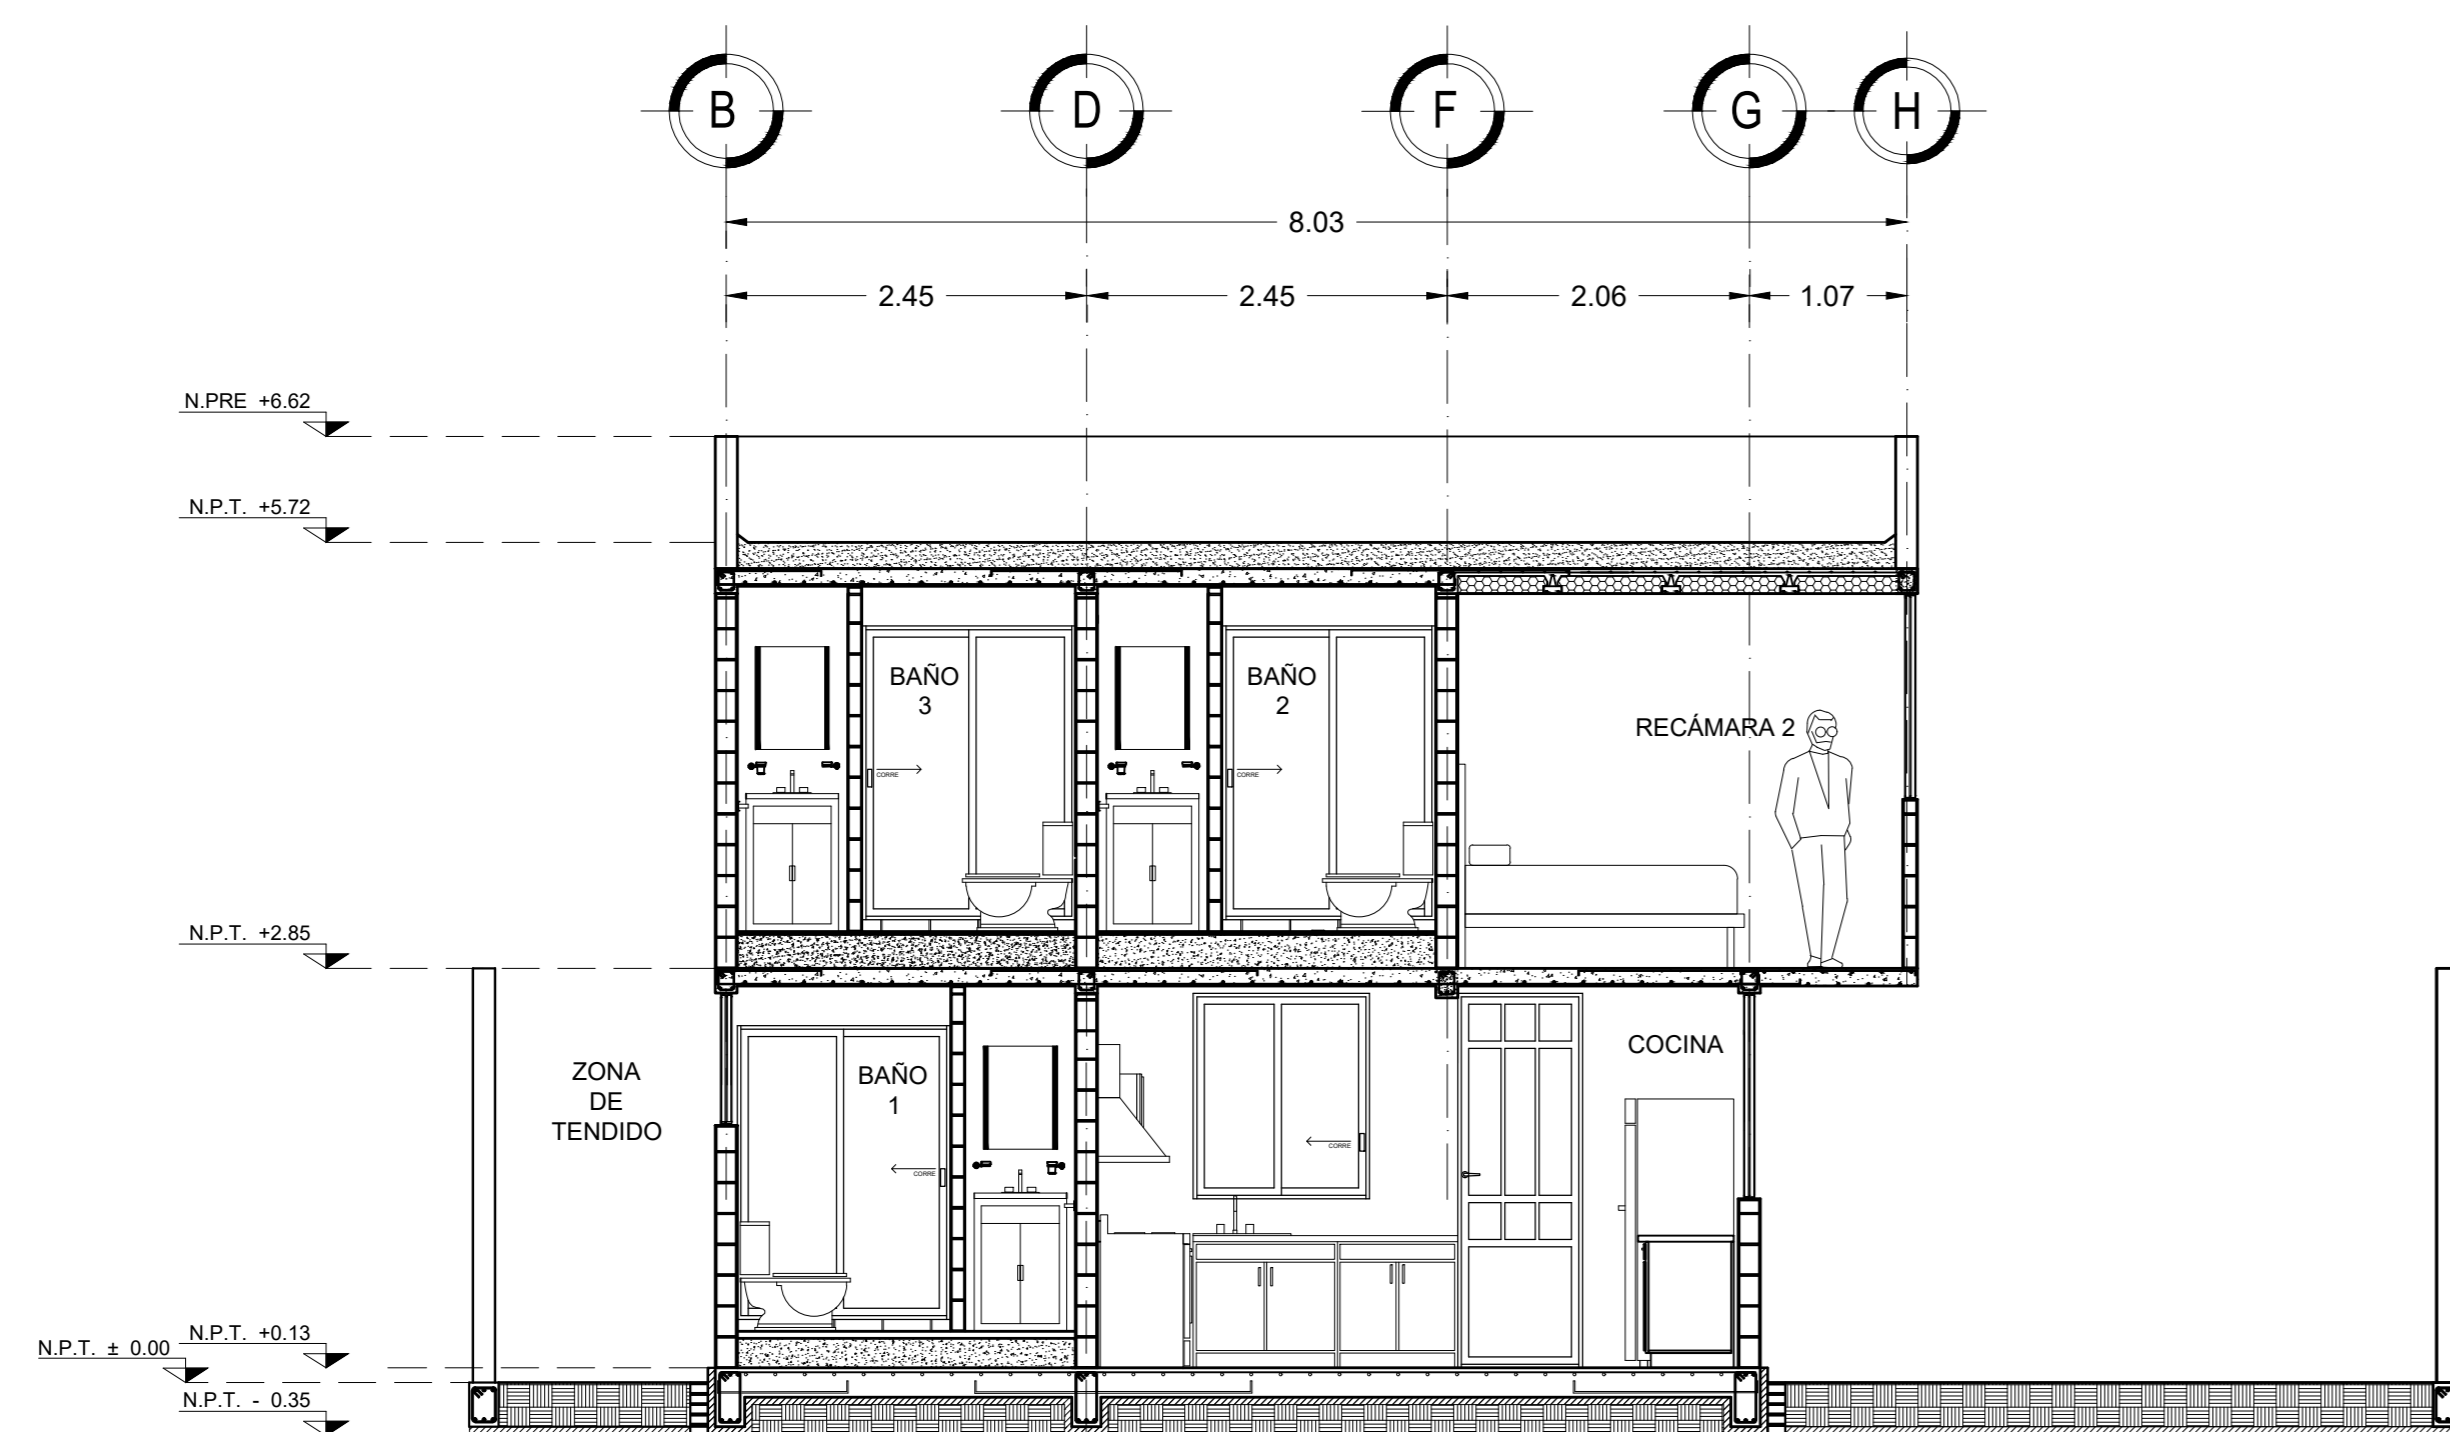 B D F G H
8.03
2.45 2.45 2.06 1.07
N.PRE +6.62
N.P.T. +5.72
BAÑO
3
BAÑO
2
RECÁMARA 2
CORRE
CORRE
N.P.T. +2.85
COCINA
ZONA
DE
TENDIDO
BAÑO
1
CORRE
CORRE
N.P.T. +0.13
N.P.T. ± 0.00
N.P.T. - 0.35